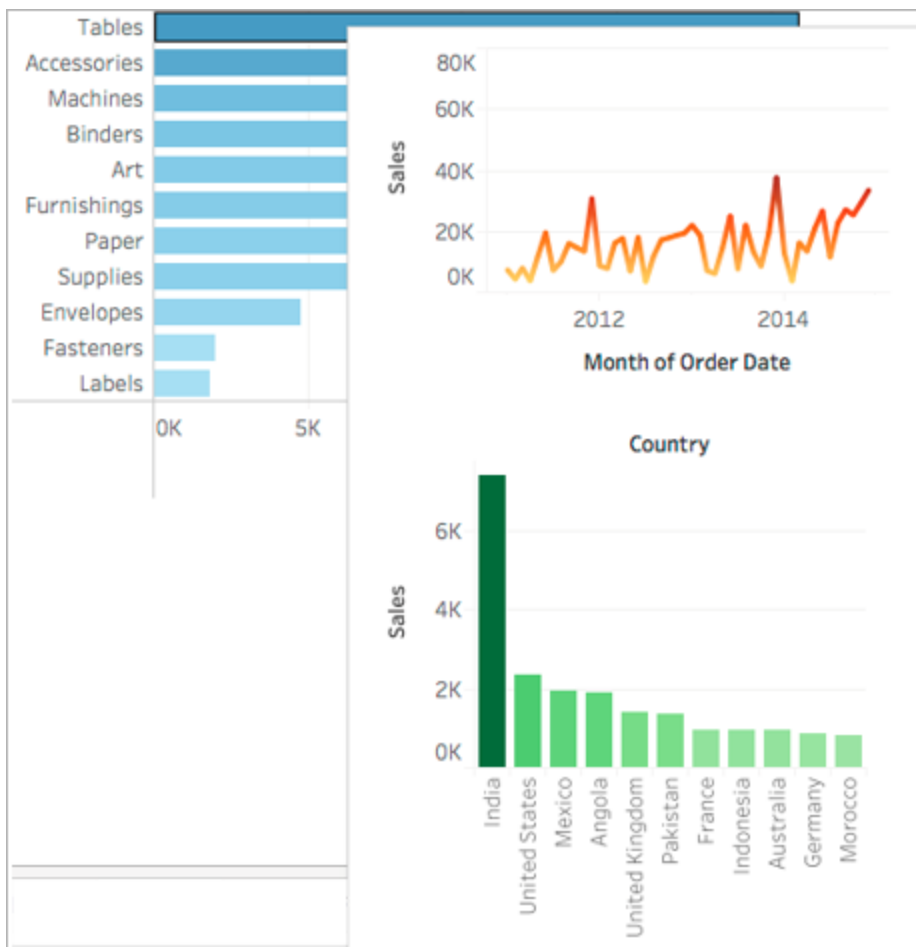 Tables
Accessories
Machines
Binders
Art
Furnishings
Paper
Supplies
Envelopes
Fasteners
Labels
0K 5K
80K
60K
40K
20K
0K
Sales
2012 2014
Month of Order Date
Country
6K
4K
2K
0K
Sales
India
United States
Mexico
Angola
United Kingdom
Pakistan
France
Indonesia
Australia
Germany
Morocco